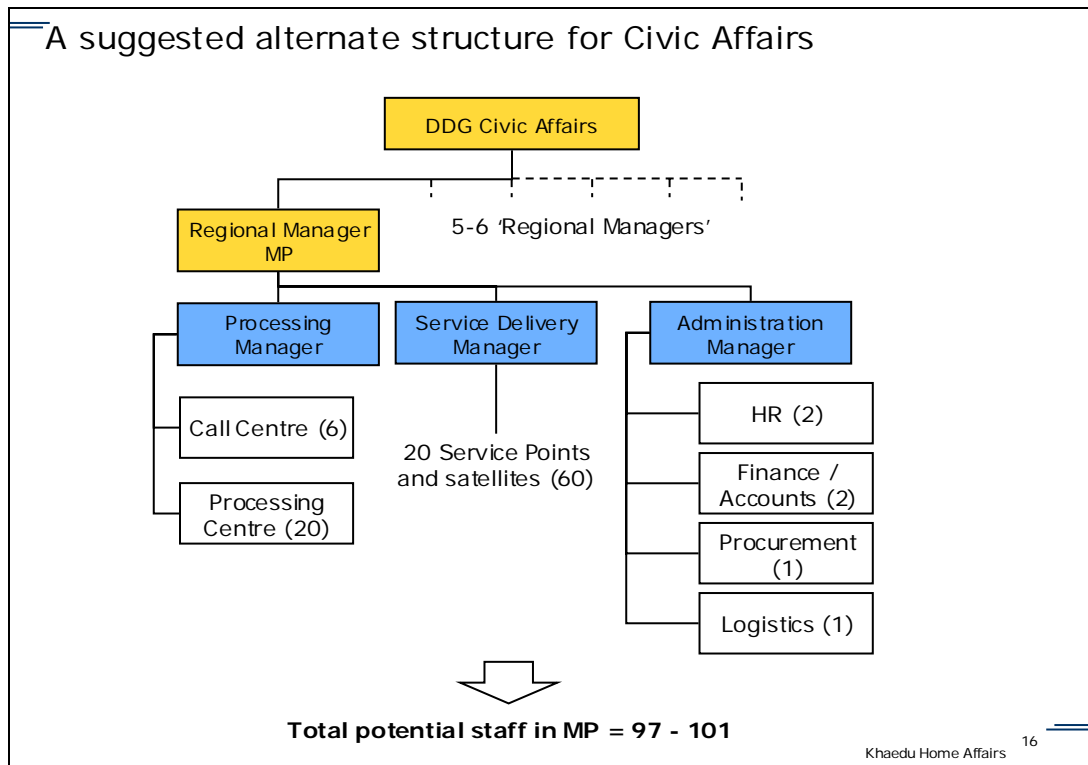 A suggested alternate structure for Civic Affairs
DDG Civic Affairs
Regional Manager
MP
5-6 ‘Regional Managers’
Processing
Manager
Service Delivery
Manager
Administration
Manager
Call Centre (6)
Processing
Centre (20)
20 Service Points
and satellites (60)
HR (2)
Finance /
Accounts (2)
Procurement
(1)
Logistics (1)
Total potential staff in MP = 97 - 101
Khaedu Home Affairs
16